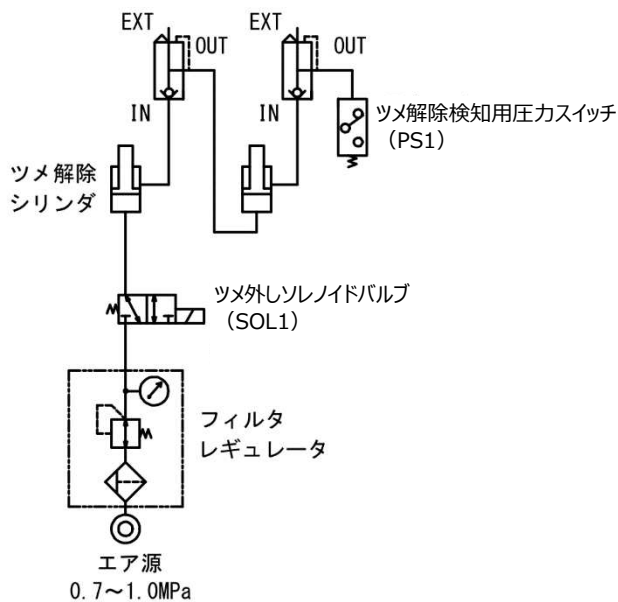 EXT
OUT
IN
EXT
OUT
IN
ツメ解除検知用圧力スイッチ
(PS1)
ツメ解除
シリンダ
ツメ外しソレノイドバルブ
(SOL1)
フィルタ
レギュレータ
エア源
0.7～1.0MPa